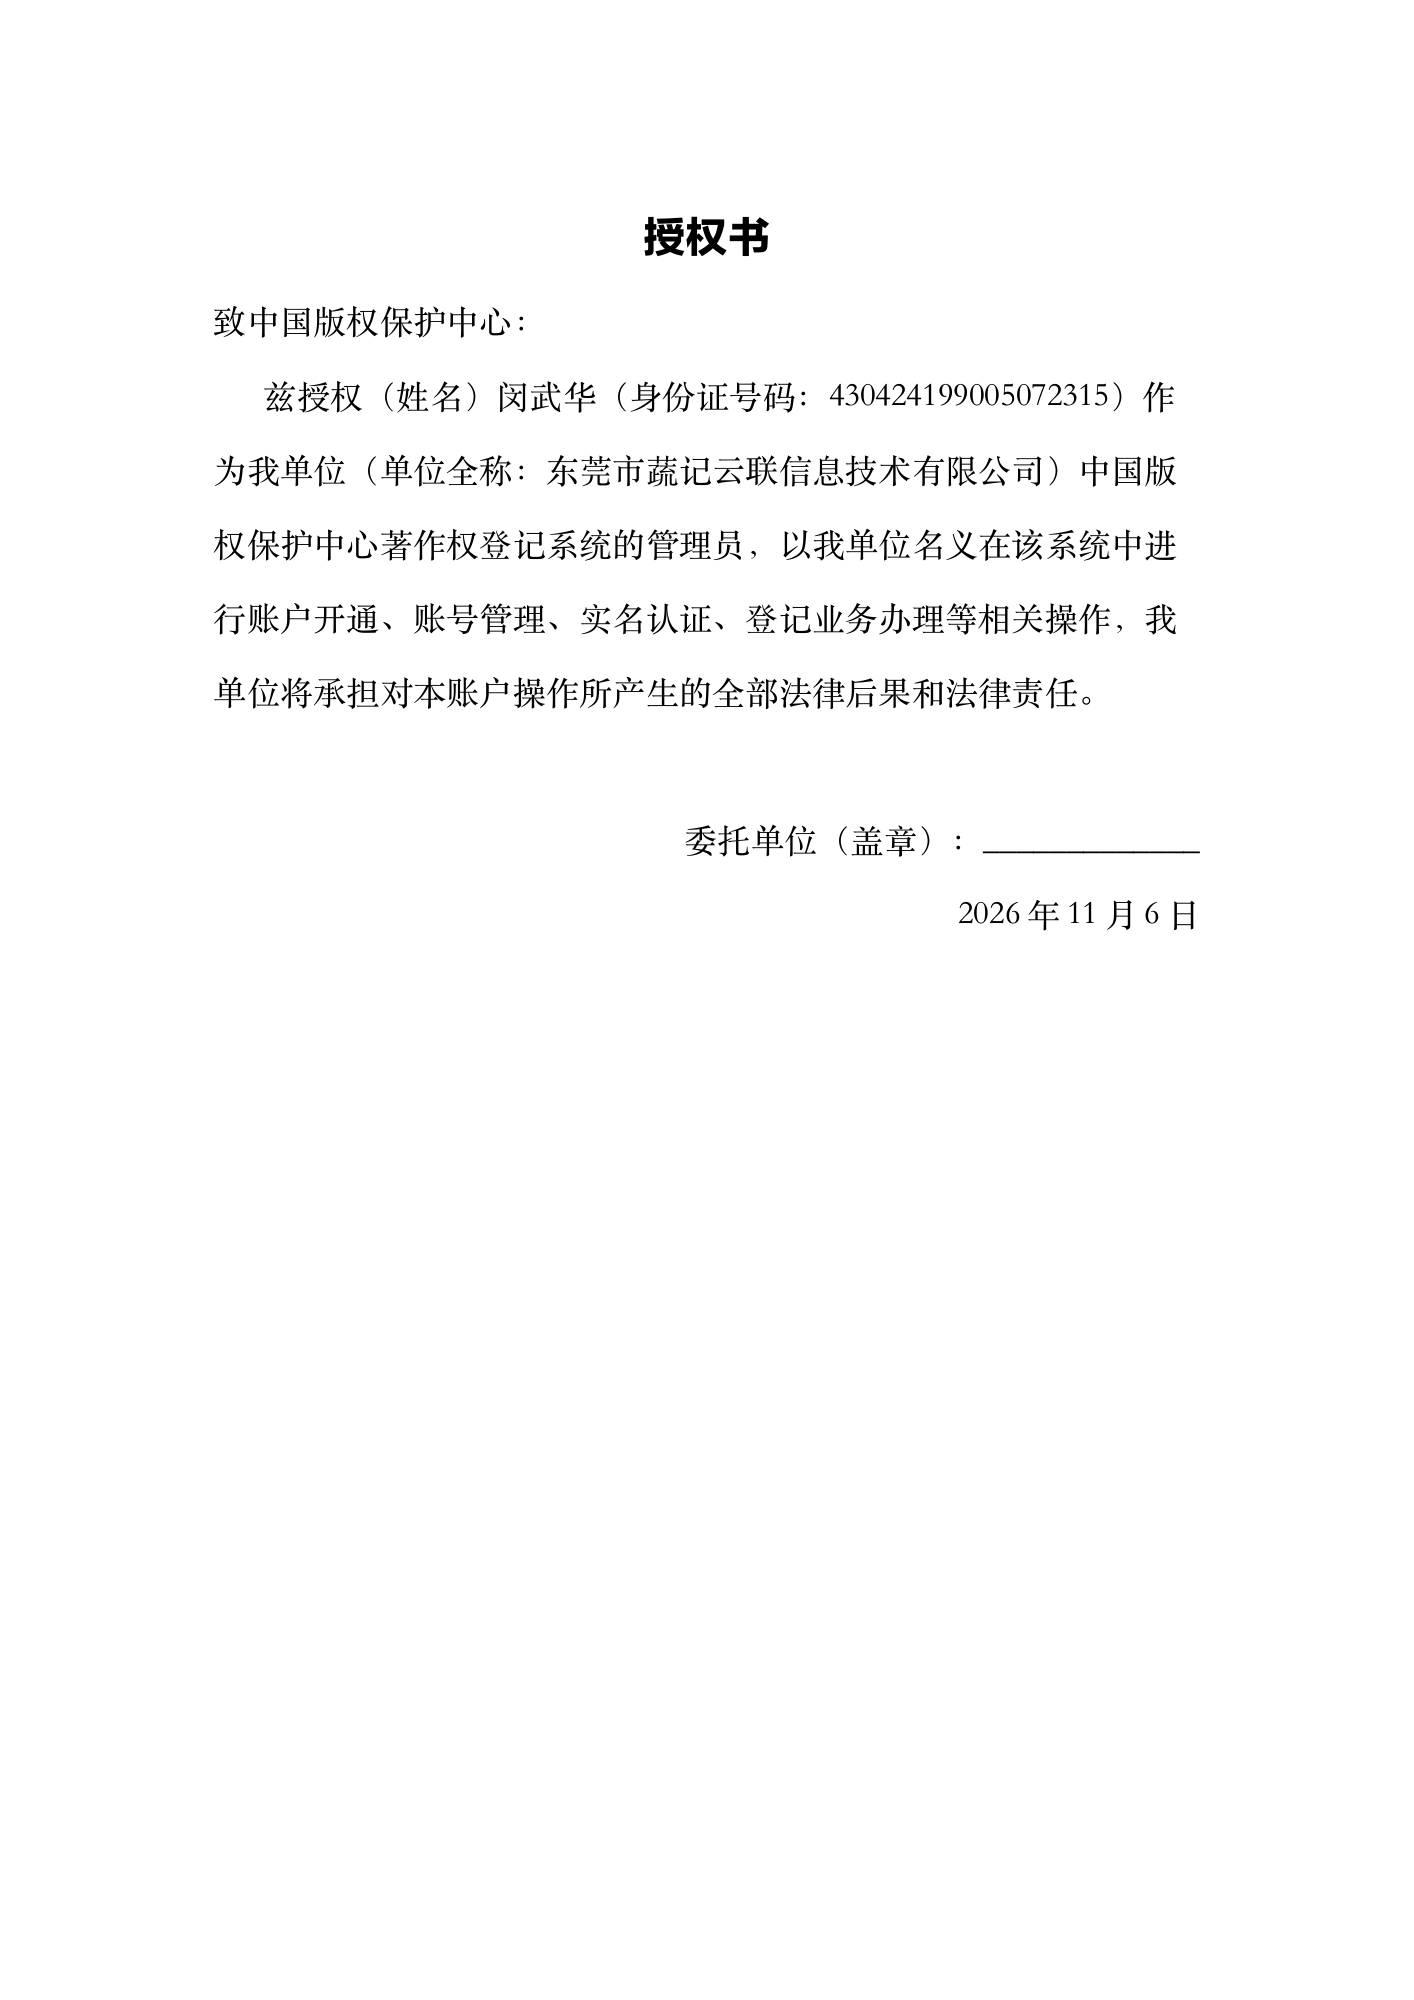 授权书
致中国版权保护中心：
兹授权（姓名）闵武华（身份证号码：430424199005072315）作
为我单位（单位全称：东莞市蔬记云联信息技术有限公司）中国版
权保护中心著作权登记系统的管理员，以我单位名义在该系统中进
行账户开通、账号管理、实名认证、登记业务办理等相关操作，我
单位将承担对本账户操作所产生的全部法律后果和法律责任。
委托单位（盖章）：_____________
2026 年 11 月 6 日